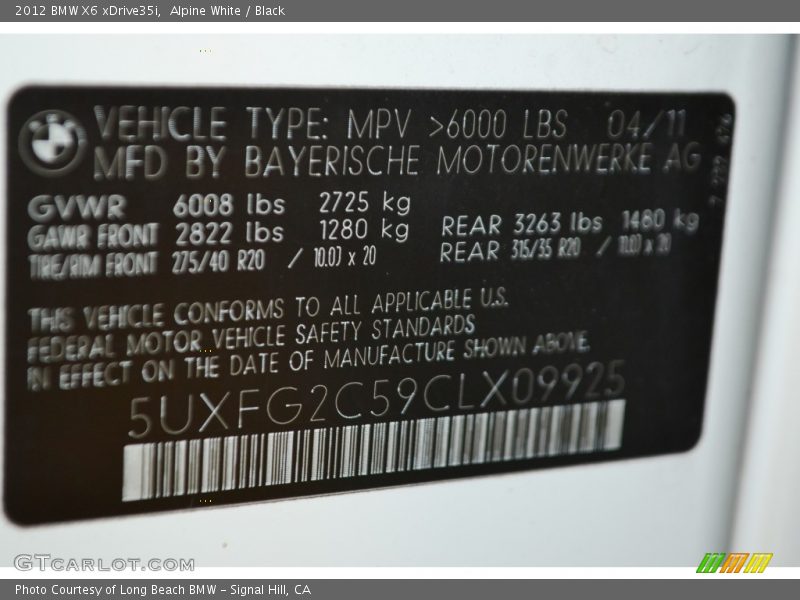 2012 BMW X6 xDrive35i,  Alpine White / Black
VEHICLE TYPE: MPV >6000 LBS 04/11
MFD BY BAYERISCHE MOTORENWERKE AG
GVWR 6008 lbs 2725 kg
GAWR FRONT 2822 lbs 1280 kg REAR 3263 lbs 1480 kg
TIRE/RIM FRONT 275/40 R20 / 10.0J x 20 REAR 315/35 R20 / 11.0J x 20
THIS VEHICLE CONFORMS TO ALL APPLICABLE U.S.
FEDERAL MOTOR VEHICLE SAFETY STANDARDS
IN EFFECT ON THE DATE OF MANUFACTURE SHOWN ABOVE.
5UXFG2C59CLX09925
GTCARLOT.COM
Photo Courtesy of Long Beach BMW - Signal Hill, CA